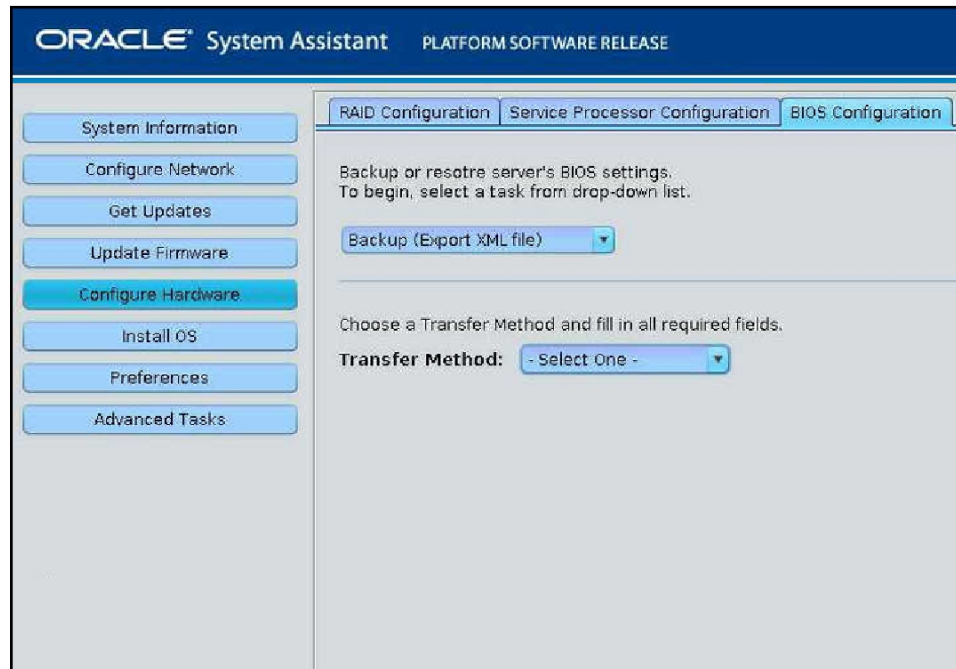 ORACLE System Assistant PLATFORM SOFTWARE RELEASE
System Information
Configure Network
Get Updates
Update Firmware
Configure Hardware
Install OS
Preferences
Advanced Tasks
RAID Configuration Service Processor Configuration BIOS Configuration
Backup or resotre server's BIOS settings.
To begin, select a task from drop-down list.
Backup (Export XML file)
Choose a Transfer Method and fill in all required fields.
Transfer Method: - Select One -